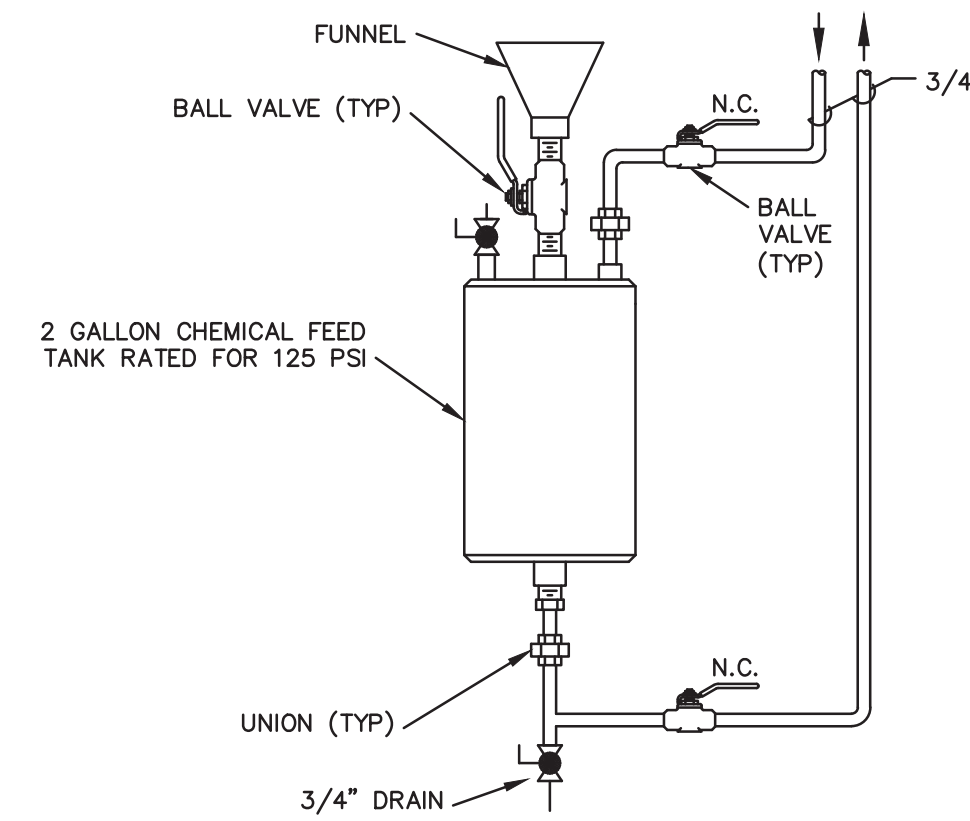 FUNNEL
BALL VALVE (TYP)
N.C.
3/4
BALL
VALVE
(TYP)
2 GALLON CHEMICAL FEED
TANK RATED FOR 125 PSI
N.C.
UNION (TYP)
3/4" DRAIN